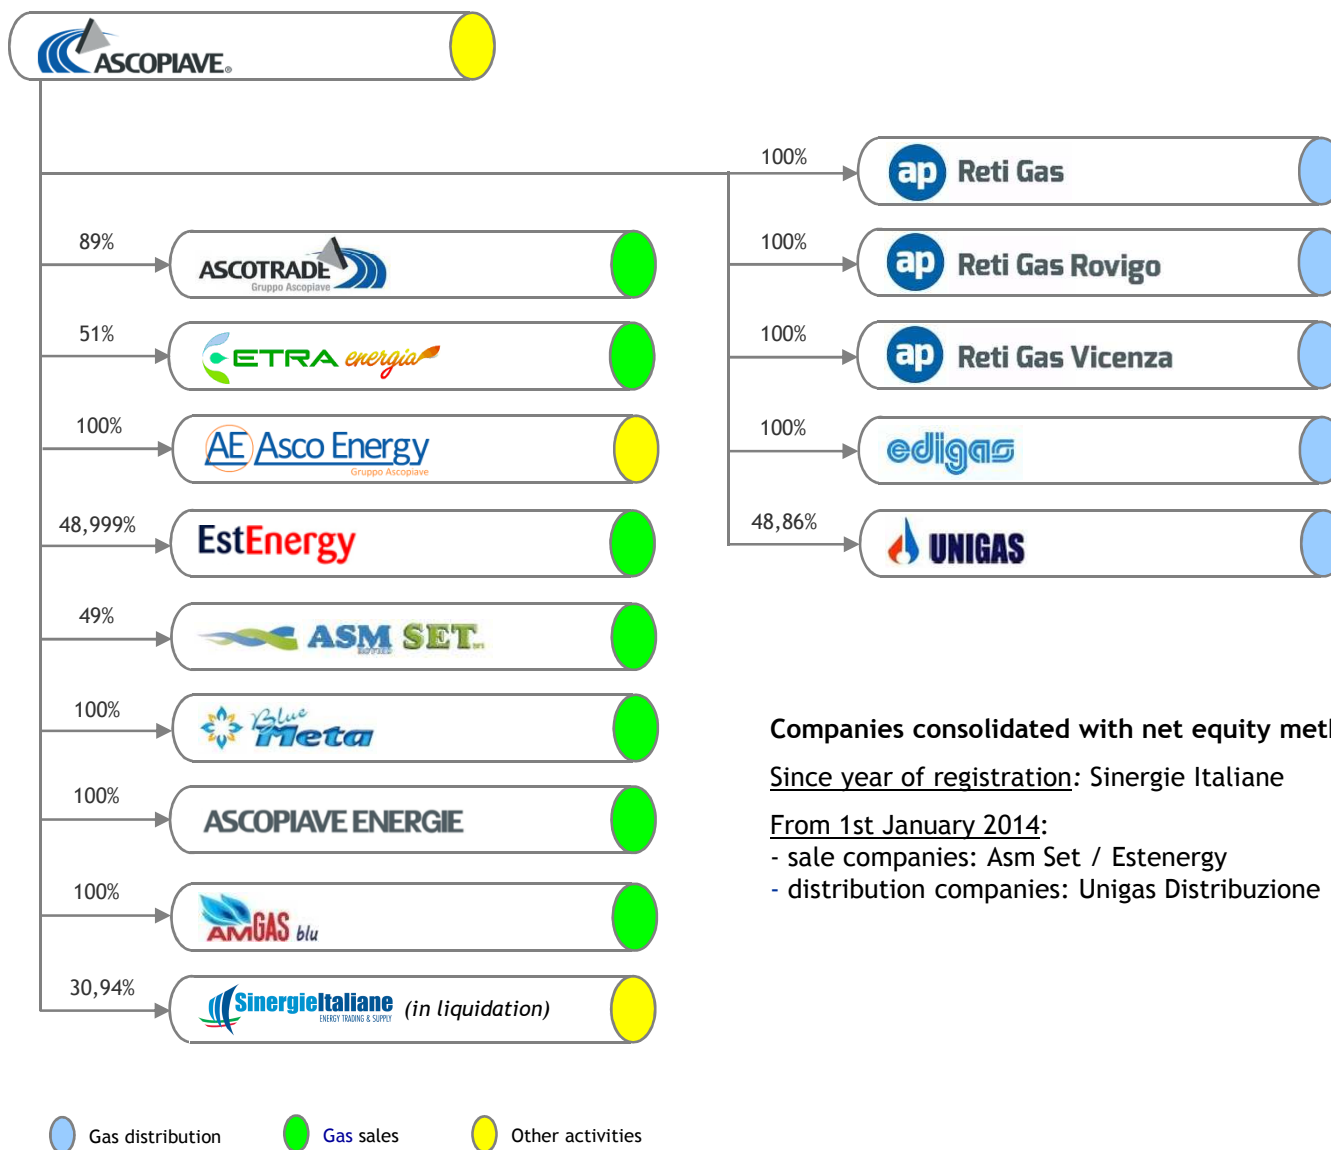 ASCOPIAVE®
100%
ap Reti Gas
89%
ASCOTRADE
Gruppo Ascopiave
100%
ap Reti Gas Rovigo
51%
ETRA energia
100%
ap Reti Gas Vicenza
100%
AE Asco Energy
Gruppo Ascopiave
100%
edigas
48,999%
EstEnergy
48,86%
UNIGAS
49%
ASM SET
ROVIGO
100%
Blue
Meta
100%
ASCOPIAVE ENERGIE
100%
AMGAS blu
30,94%
SinergieItaliane (in liquidation)
ENERGY TRADING & SUPPLY
Companies consolidated with net equity met
Since year of registration: Sinergie Italiane
From 1st January 2014:
- sale companies: Asm Set / Estenergy
- distribution companies: Unigas Distribuzione
Gas distribution
Gas sales
Other activities